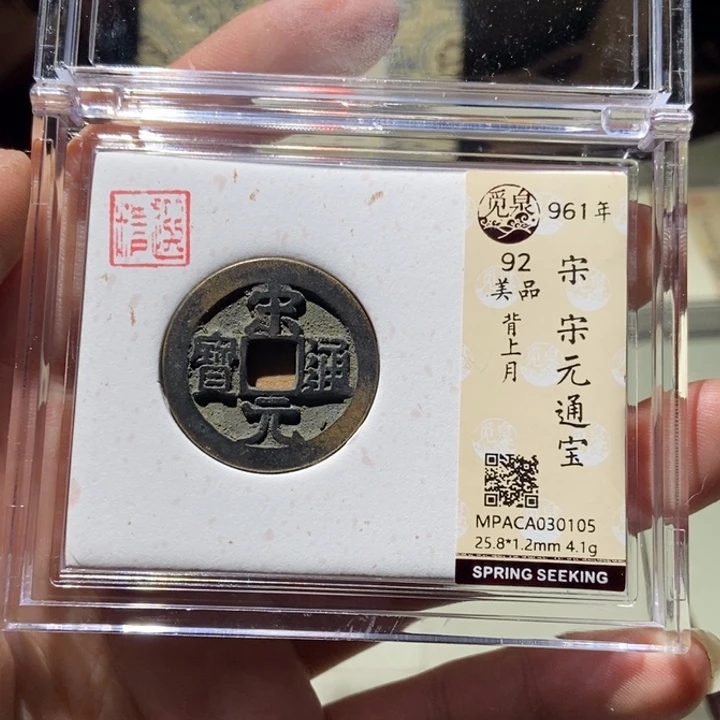 宋元通寳
觅泉
961年
92
美品
背上月
宋 宋元通宝
MPACA030105
25.8*1.2mm 4.1g
SPRING SEEKING